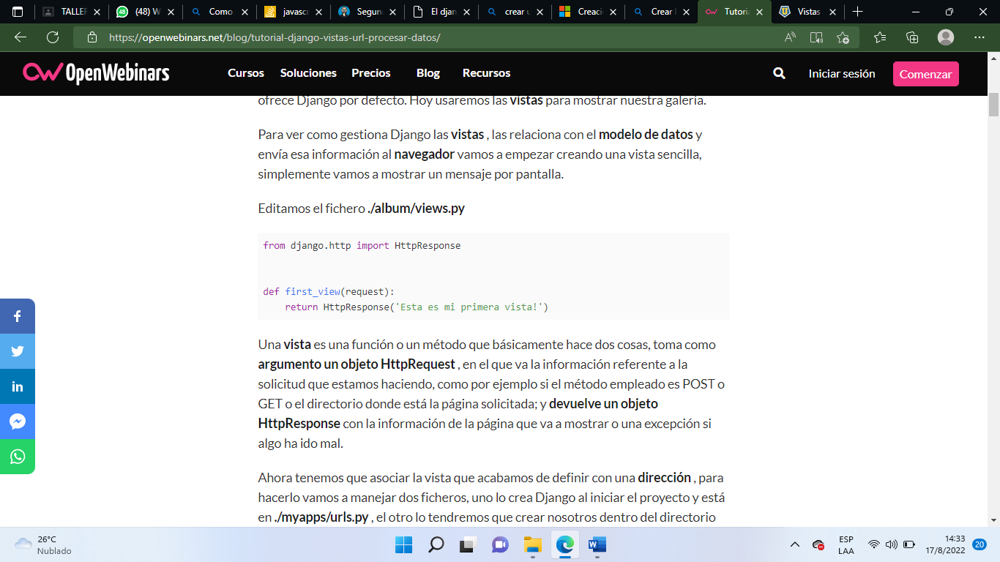 TALLER
(48) W
Como
javascr
Segun
El djan
crear u
Creaci
Crear l
Tutoria
Vistas
https://openwebinars.net/blog/tutorial-django-vistas-url-procesar-datos/
OpenWebinars
Cursos Soluciones Precios Blog Recursos
Iniciar sesión
Comenzar
ofrece Django por defecto. Hoy usaremos las vistas para mostrar nuestra galería.
Para ver como gestiona Django las vistas , las relaciona con el modelo de datos y
envía esa información al navegador vamos a empezar creando una vista sencilla,
simplemente vamos a mostrar un mensaje por pantalla.
Editamos el fichero ./album/views.py
from django.http import HttpResponse
def first_view(request):
    return HttpResponse('Esta es mi primera vista!')
Una vista es una función o un método que básicamente hace dos cosas, toma como
argumento un objeto HttpRequest , en el que va la información referente a la
solicitud que estamos haciendo, como por ejemplo si el método empleado es POST o
GET o el directorio donde está la página solicitada; y devuelve un objeto
HttpResponse con la información de la página que va a mostrar o una excepción si
algo ha ido mal.
Ahora tenemos que asociar la vista que acabamos de definir con una dirección , para
hacerlo vamos a manejar dos ficheros, uno lo crea Django al iniciar el proyecto y está
en ./myapps/urls.py , el otro lo tendremos que crear nosotros dentro del directorio
26°C
Nublado
ESP
LAA
14:33
17/8/2022
20